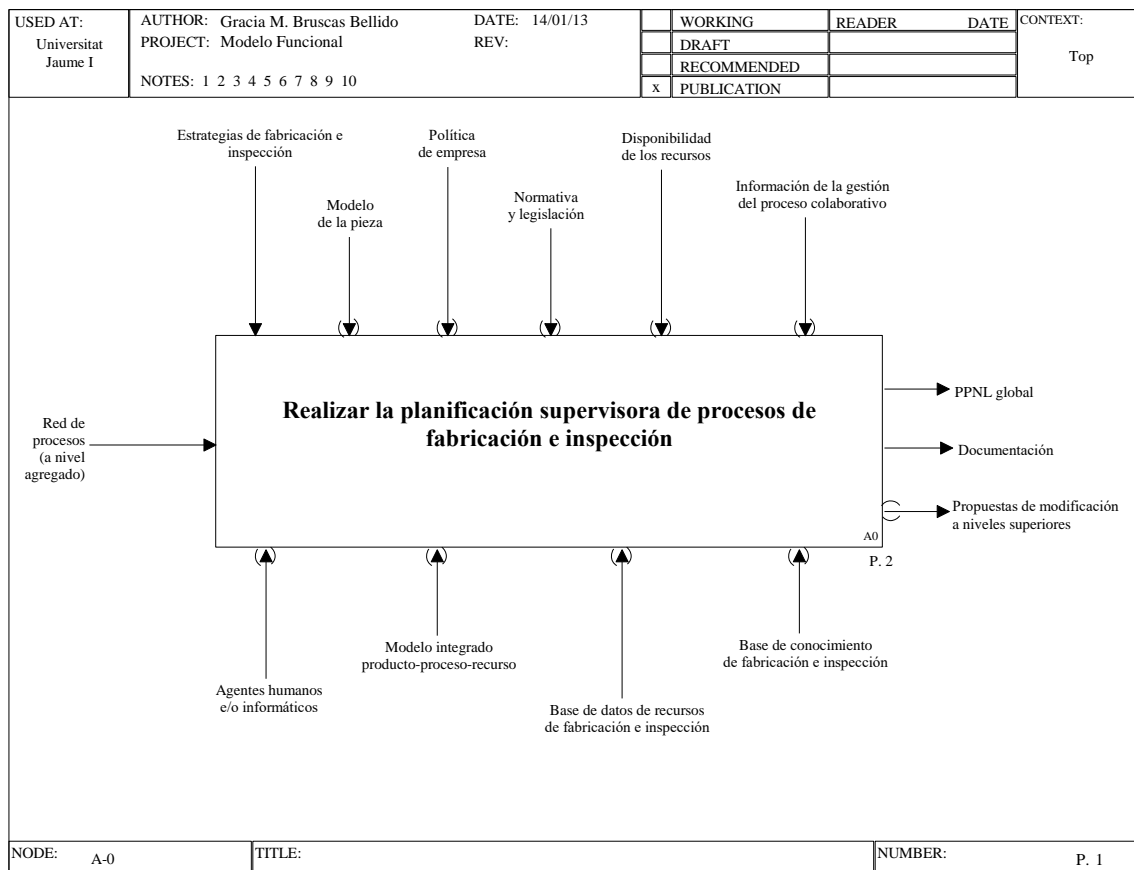 USED AT:
Universitat
Jaume I
AUTHOR: Gracia M. Bruscas Bellido
DATE: 14/01/13
PROJECT: Modelo Funcional
REV:
NOTES: 1 2 3 4 5 6 7 8 9 10
WORKING
DRAFT
RECOMMENDED
x PUBLICATION
READER DATE
CONTEXT:
Top
Estrategias de fabricación e
inspección
Modelo
de la pieza
Política
de empresa
Normativa
y legislación
Disponibilidad
de los recursos
Información de la gestión
del proceso colaborativo
Red de
procesos
(a nivel
agregado)
Realizar la planificación supervisora de procesos de
fabricación e inspección
A0
P. 2
PPNL global
Documentación
Propuestas de modificación
a niveles superiores
Agentes humanos
e/o informáticos
Modelo integrado
producto-proceso-recurso
Base de datos de recursos
de fabricación e inspección
Base de conocimiento
de fabricación e inspección
NODE: A-0
TITLE:
NUMBER: P. 1